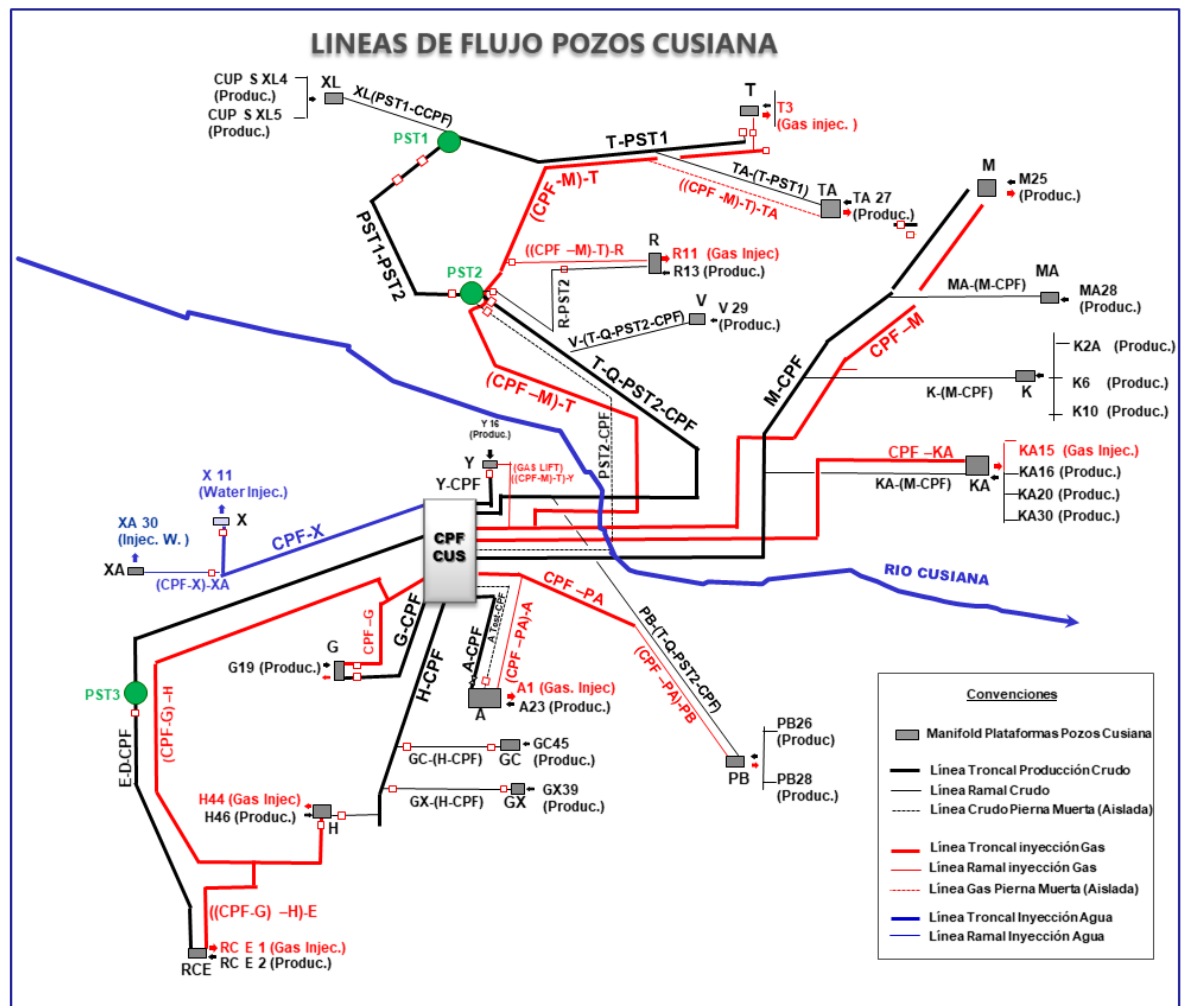 LINEAS DE FLUJO POZOS CUSIANA
CUP S XL4
(Produc.)
CUP S XL5
(Produc.)
XL
XL(PST1-CCPF)
PST1
T-PST1
T
T3
(Gas injec. )
(CPF -M)-T
TA-(T-PST1)
((CPF -M)-T)-TA
TA
TA 27
(Produc.)
M
M25
(Produc.)
PST1-PST2
PST2
((CPF –M)-T)-R
R
R11 (Gas Injec)
R13 (Produc.)
R-PST2
V
V 29
(Produc.)
V-(T-Q-PST2-CPF)
MA-(M-CPF)
MA
MA28
(Produc.)
CPF –M
M-CPF
T-Q-PST2-CPF
(CPF –M)-T
PST2-CPF
K-(M-CPF)
K
K2A (Produc.)
K6 (Produc.)
K10 (Produc.)
Y 16
(Produc.)
Y
Y-CPF
(GAS LIFT)
((CPF-M)-T)-Y
CPF –KA
KA-(M-CPF)
KA
KA15 (Gas Injec.)
KA16 (Produc.)
KA20 (Produc.)
KA30 (Produc.)
X 11
(Water Injec.)
X
XA 30
(Injec. W. )
XA
CPF-X
(CPF-X)-XA
CPF
CUS
RIO CUSIANA
CPF –PA
PB-(T-Q-PST2-CPF)
(CPF –PA)-PB
CPF –G
G-CPF
G
G19 (Produc.)
H-CPF
A-CPF
A Test-CPF
(CPF –PA)-A
A
A1 (Gas. Injec)
A23 (Produc.)
PST3
E-D-CPF
(CPF-G) –H
GC-(H-CPF)
GC
GC45
(Produc.)
GX-(H-CPF)
GX
GX39
(Produc.)
H44 (Gas Injec)
H46 (Produc.)
H
PB26
(Produc)
PB28
(Produc.)
PB
((CPF-G) –H)-E
RC E 1 (Gas Injec.)
RC E 2 (Produc.)
RCE
Convenciones
Manifold Plataformas Pozos Cusiana
Línea Troncal Producción Crudo
Línea Ramal Crudo
Línea Crudo Pierna Muerta (Aislada)
Línea Troncal inyección Gas
Línea Ramal inyección Gas
Línea Gas Pierna Muerta (Aislada)
Línea Troncal Inyección Agua
Línea Ramal Inyección Agua